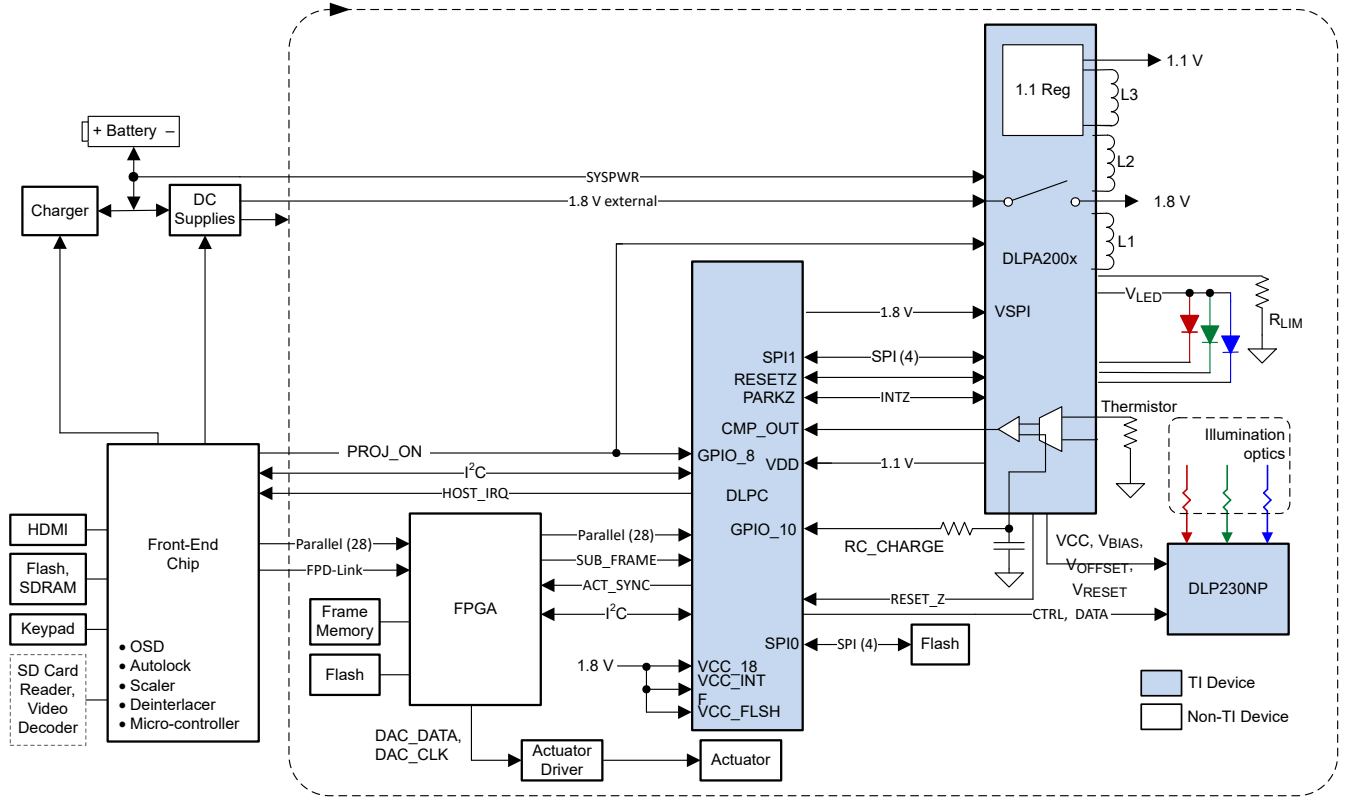 1.1 V
1.1 Reg
L3
+ Battery –
L2
SYSPWR
Charger
DC
Supplies
1.8 V external
1.8 V
L1
DLPA200x
VLED
VSPI
1.8 V
RLIM
SPI1
SPI (4)
RESETZ
PARKZ
INTZ
Thermistor
CMP_OUT
Illumination
optics
PROJ_ON
GPIO_8
VDD
1.1 V
I2C
HOST_IRQ
DLPC
HDMI
Front-End
Chip
Parallel (28)
Parallel (28)
GPIO_10
RC_CHARGE
VCC, VBIAS,
VOFFSET,
VRESET
Flash,
SDRAM
FPD-Link
SUB_FRAME
ACT_SYNC
DLP230NP
Frame
Memory
FPGA
I2C
RESET_Z
CTRL, DATA
Keypad
SPI0
SPI (4)
Flash
• OSD
• Autolock
• Scaler
• Deinterlacer
• Micro-controller
SD Card
Reader,
Video
Decoder
Flash
1.8 V
VCC_18
VCC_INT
F
VCC_FLSH
TI Device
Non-TI Device
DAC_DATA,
DAC_CLK
Actuator
Driver
Actuator